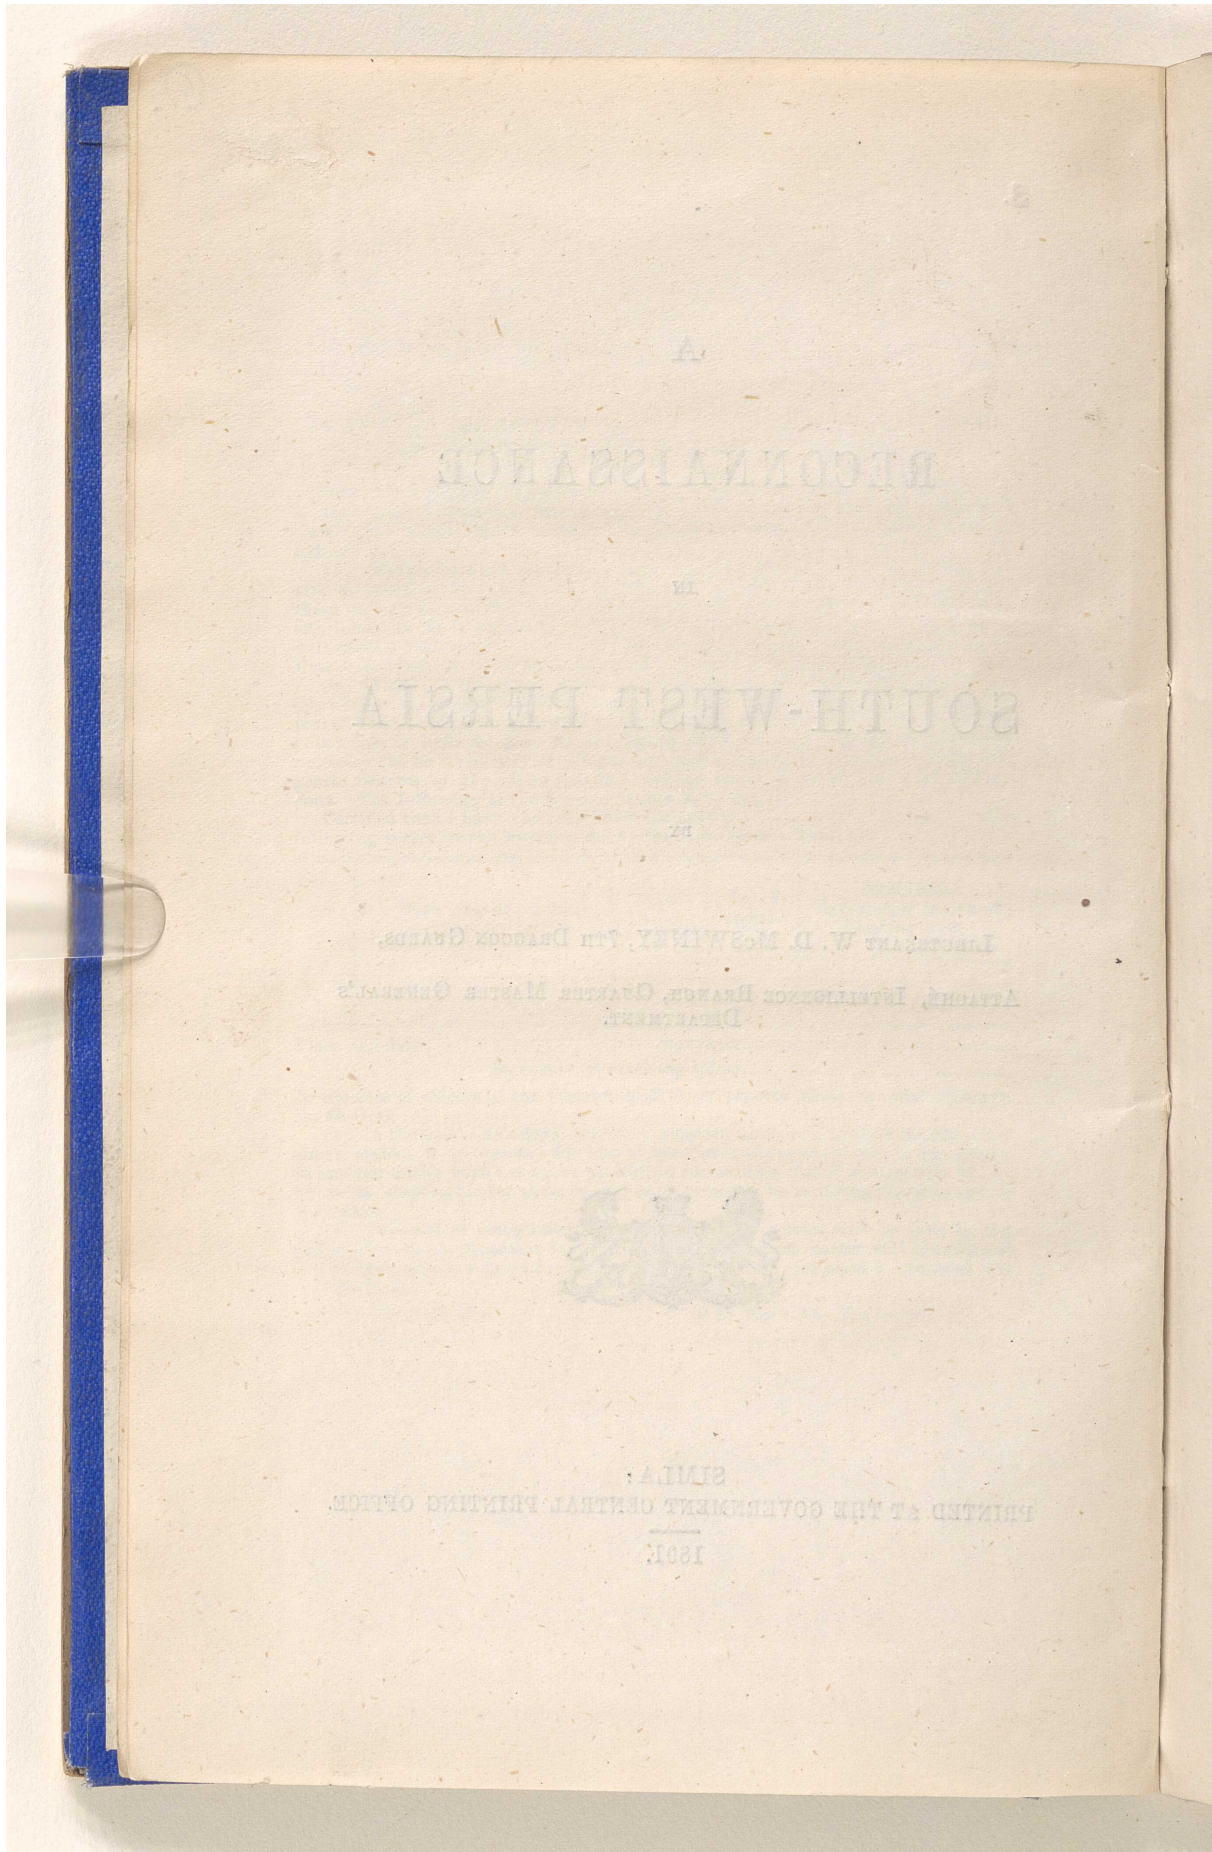 A
RECONNAISSANCE
IN
SOUTH-WEST PERSIA
BY
LIEUTENANT W. D. McSWINEY, 7TH DRAGOON GUARDS,
ATTACHÉ, INTELLIGENCE BRANCH, QUARTER MASTER GENERAL'S
DEPARTMENT.
SIMLA:
PRINTED AT THE GOVERNMENT CENTRAL PRINTING OFFICE.
1891.